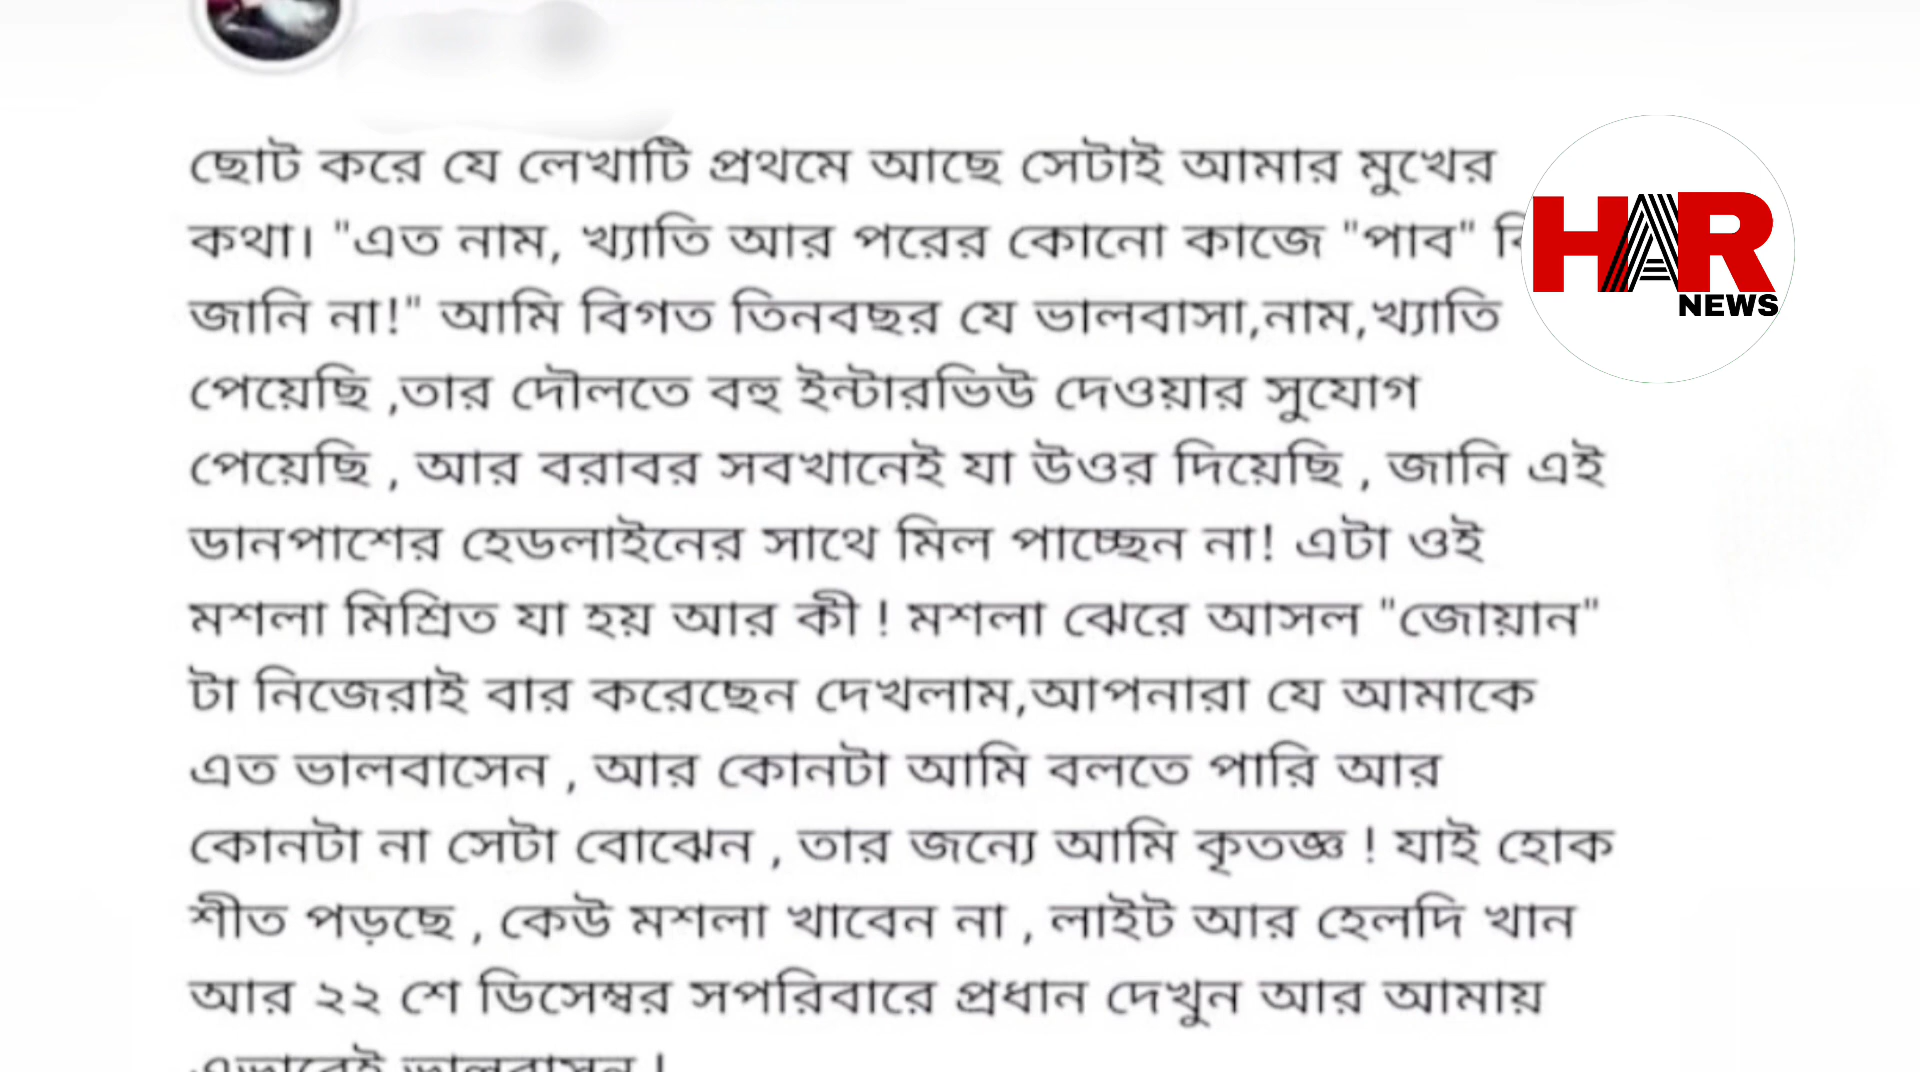 ছোট করে যে লেখাটি প্রথমে আছে সেটাই আমার মুখের
কথা। "এত নাম, খ্যাতি আর পরের কোনো কাজে "পাব"
জানি না!" আমি বিগত তিনবছর যে ভালবাসা,নাম,খ্যাতি
পেয়েছি ,তার দৌলতে বহু ইন্টারভিউ দেওয়ার সুযোগ
পেয়েছি , আর বরাবর সবখানেই যা উওর দিয়েছি , জানি এই
ডানপাশের হেডলাইনের সাথে মিল পাচ্ছেন না! এটা ওই
মশলা মিশ্রিত যা হয় আর কী ! মশলা ঝেরে আসল "জোয়ান"
টা নিজেরাই বার করেছেন দেখলাম,আপনারা যে আমাকে
এত ভালবাসেন , আর কোনটা আমি বলতে পারি আর
কোনটা না সেটা বোঝেন , তার জন্যে আমি কৃতজ্ঞ ! যাই হোক
শীত পড়ছে , কেউ মশলা খাবেন না , লাইট আর হেলদি খান
আর ২২ শে ডিসেম্বর সপরিবারে প্রধান দেখুন আর আমায়
এভাবেই ভালবাসুন !
HAR
NEWS